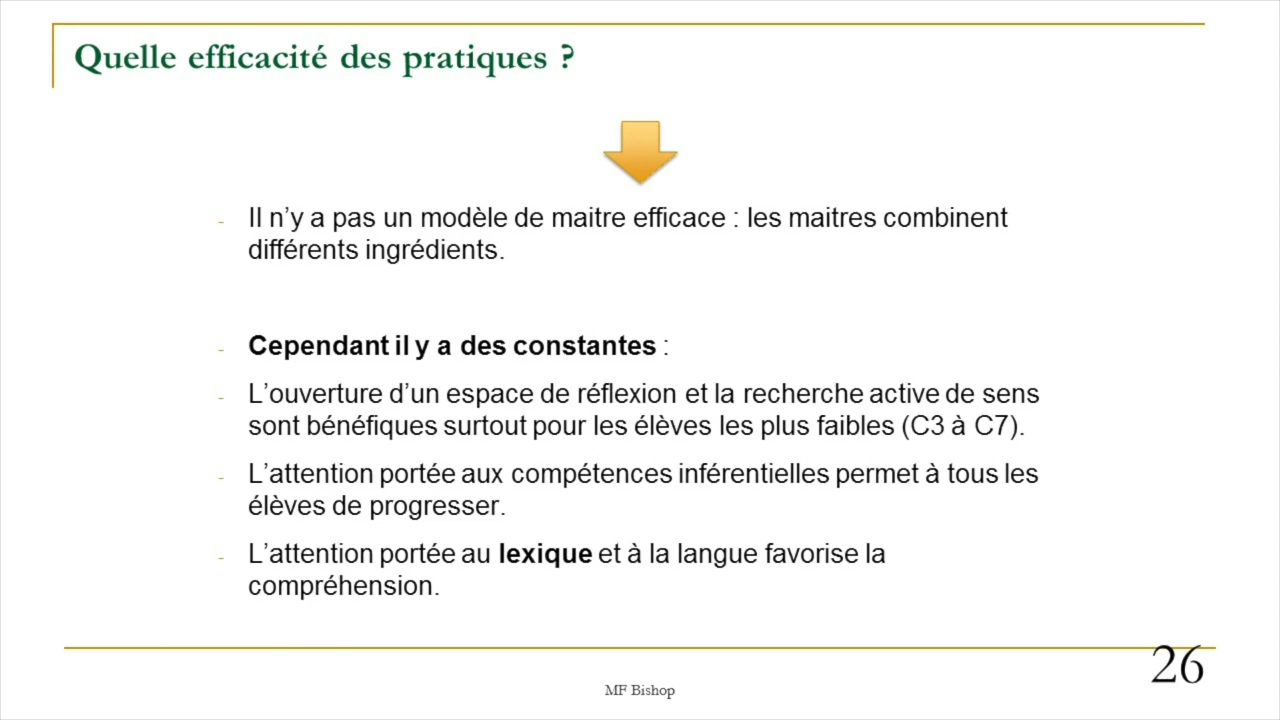 Quelle efficacité des pratiques ?
- Il n’y a pas un modèle de maitre efficace : les maitres combinent
différents ingrédients.
- Cependant il y a des constantes :
- L’ouverture d’un espace de réflexion et la recherche active de sens
sont bénéfiques surtout pour les élèves les plus faibles (C3 à C7).
- L’attention portée aux compétences inférentielles permet à tous les
élèves de progresser.
- L’attention portée au lexique et à la langue favorise la
compréhension.
26
MF Bishop